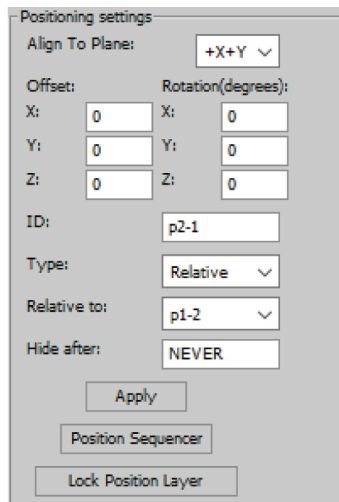 Positioning settings
Align To Plane: +X+Y
Offset: Rotation(degrees):
X: 0 X: 0
Y: 0 Y: 0
Z: 0 Z: 0
ID: p2-1
Type: Relative
Relative to: p1-2
Hide after: NEVER
Apply
Position Sequencer
Lock Position Layer